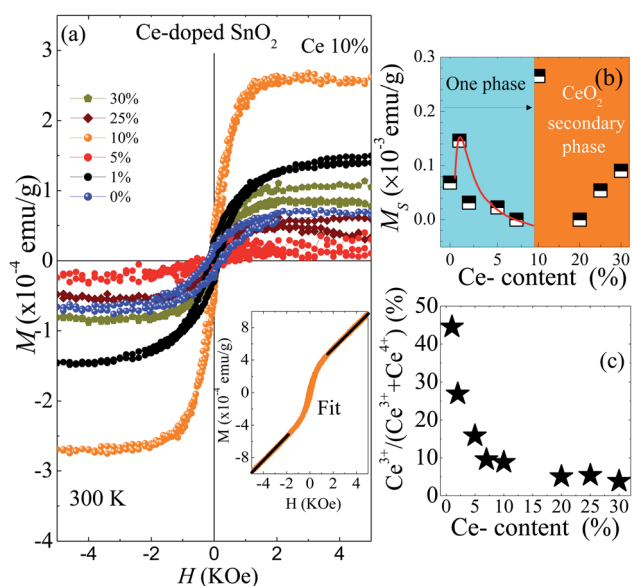 (a)
Ce-doped SnO2
Ce 10%
30%
25%
10%
5%
1%
0%
M (x10-4 emu/g)
3
2
1
0
-1
-2
-3
-4
300 K
-4
-2
0
2
4
H (KOe)
M (x10-4 emu/g)
8
4
0
-4
-8
Fit
-4
-2
0
2
4
H (KOe)
(b)
One phase
CeO2
secondary
phase
MS (×10-3 emu/g)
0.3
0.2
0.1
0.0
0
5
10
20
30
Ce- content (%)
(c)
Ce3+/(Ce3++Ce4+) (%)
50
40
30
20
10
0
0
5
10
15
20
25
30
Ce- content (%)